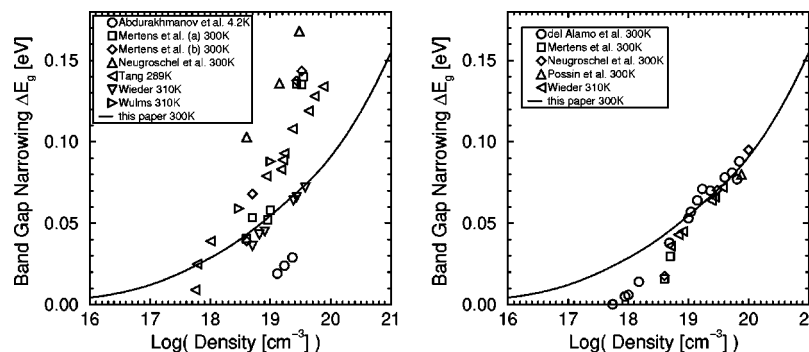 Abdurakhmanov et al. 4.2K
Mertens et al. (a) 300K
Mertens et al. (b) 300K
Neugroschel et al. 300K
Tang 289K
Wieder 310K
Wulms 310K
this paper 300K
0.15
0.10
0.05
0.00
Band Gap Narrowing ΔEg [eV]
16 17 18 19 20 21
Log( Density [cm⁻³] )
del Alamo et al. 300K
Mertens et al. 300K
Neugroschel et al. 300K
Possin et al. 300K
Wieder 310K
this paper 300K
0.15
0.10
0.05
0.00
Band Gap Narrowing ΔEg [eV]
16 17 18 19 20 21
Log( Density [cm⁻³] )